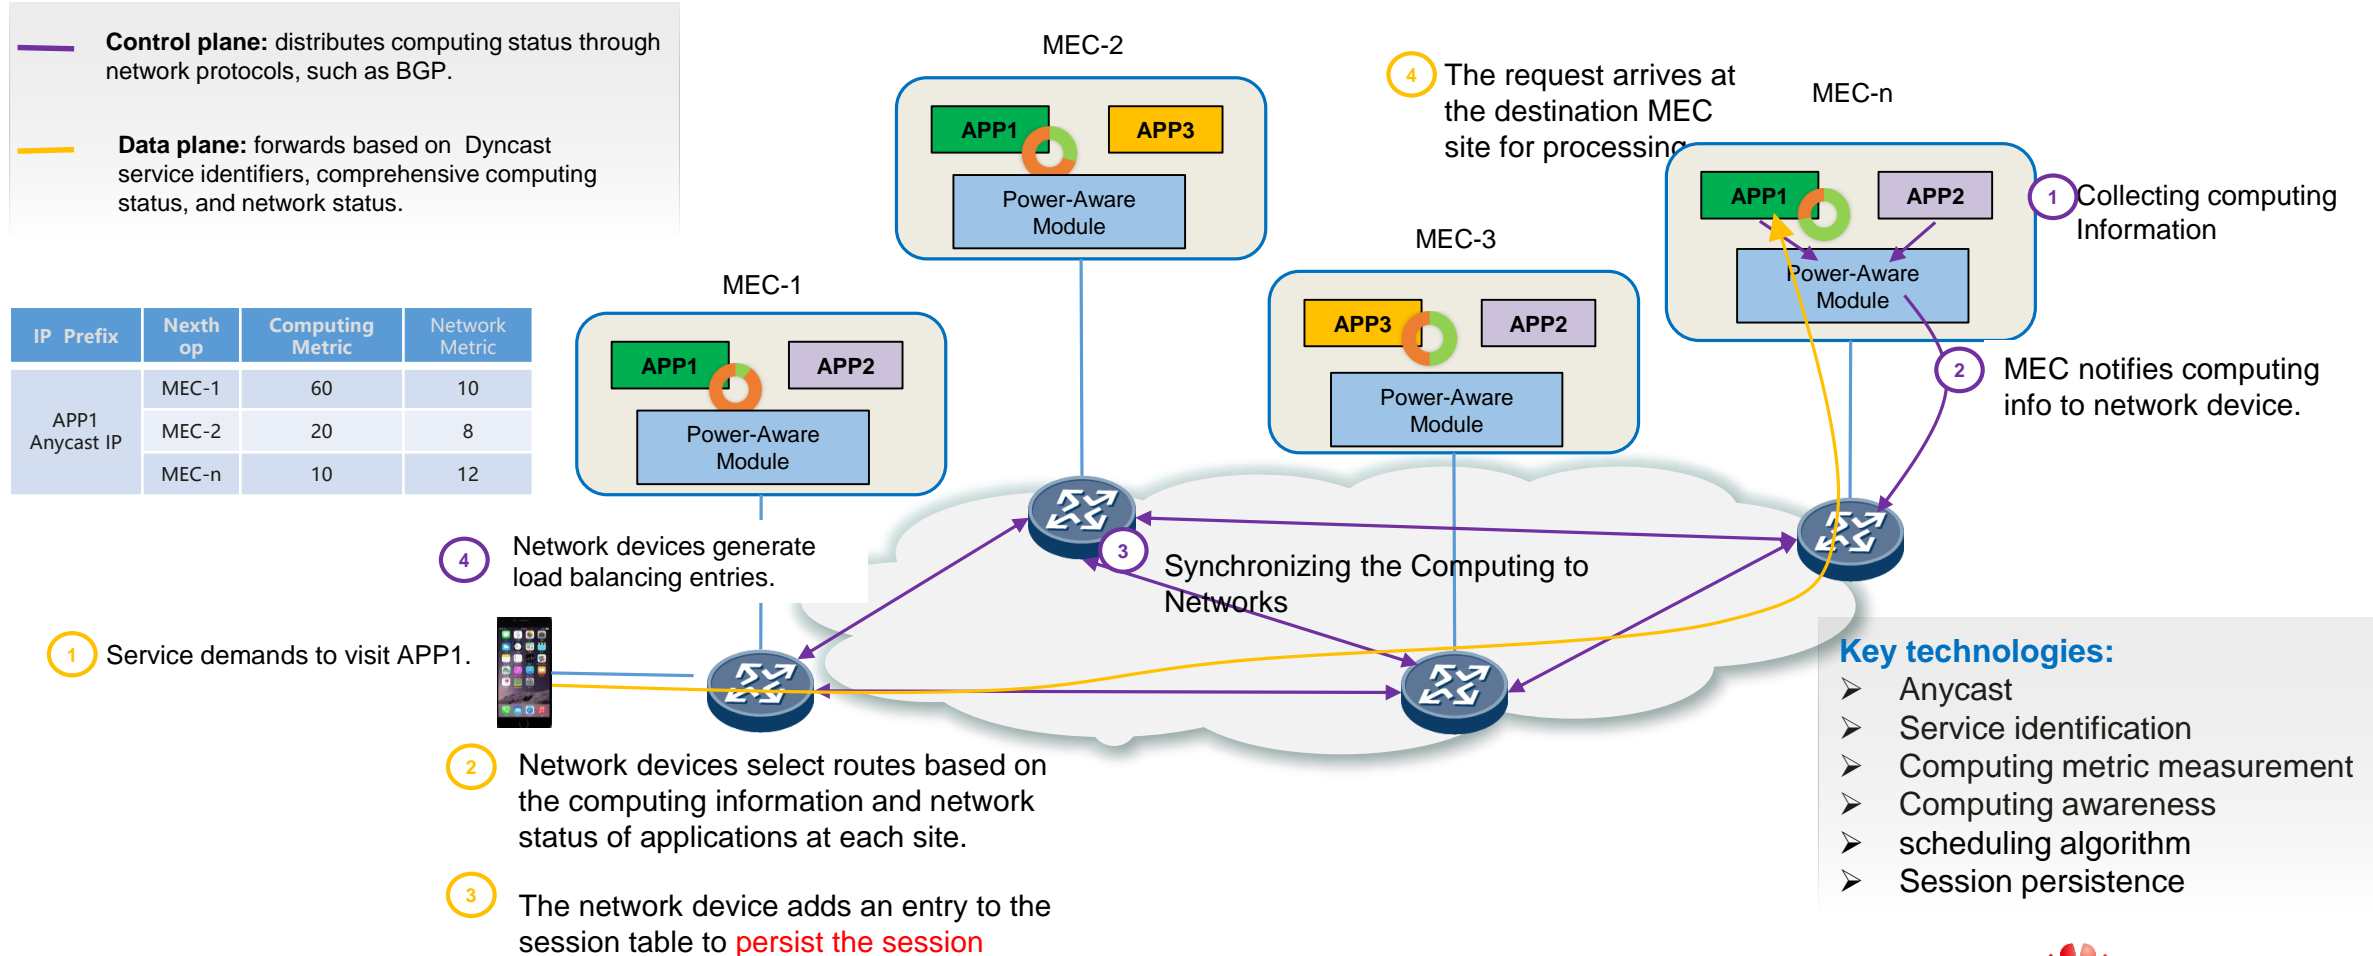 Control plane: distributes computing status through
network protocols, such as BGP.
Data plane: forwards based on Dyncast
service identifiers, comprehensive computing
status, and network status.
MEC-2
APP1
APP3
Power-Aware
Module
4
The request arrives at
the destination MEC
site for processing
MEC-n
APP1
APP2
Power-Aware
Module
1
Collecting computing
Information
2
MEC notifies computing
info to network device.
MEC-3
APP3
APP2
Power-Aware
Module
MEC-1
APP1
APP2
Power-Aware
Module
IP Prefix
Nexth
op
Computing
Metric
Network
Metric
APP1
Anycast IP
MEC-1 60 10
MEC-2 20 8
MEC-n 10 12
4
Network devices generate
load balancing entries.
3
Synchronizing the Computing to
Networks
1
Service demands to visit APP1.
2
Network devices select routes based on
the computing information and network
status of applications at each site.
3
The network device adds an entry to the
session table to persist the session
Key technologies:
➢ Anycast
➢ Service identification
➢ Computing metric measurement
➢ Computing awareness
➢ scheduling algorithm
➢ Session persistence